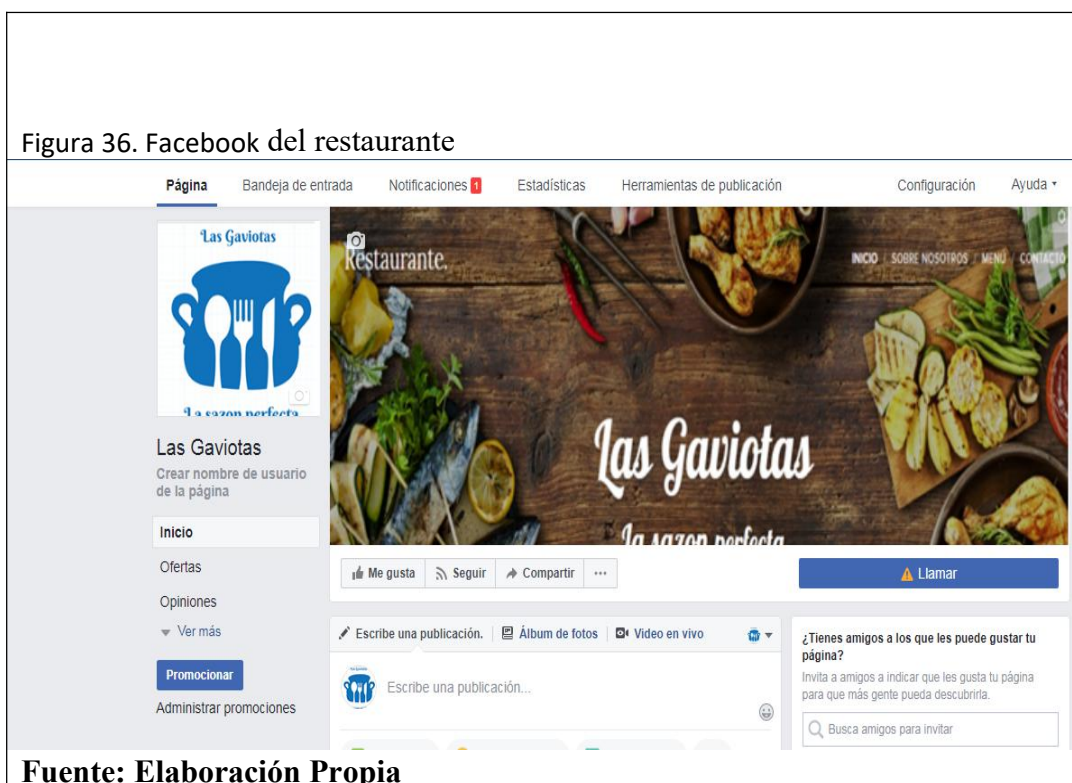 Figura 36. Facebook del restaurante
Página Bandeja de entrada Notificaciones 1 Estadísticas Herramientas de publicación Configuración Ayuda
Las Gaviotas
La sazon perfecta
Restaurante.
INICIO / SOBRE NOSOTROS / MENÚ / CONTACTO
Las Gaviotas
La sazon perfecta
Las Gaviotas
Crear nombre de usuario
de la página
Inicio
Ofertas
Opiniones
Ver más
Promocionar
Administrar promociones
Me gusta Seguir Compartir ...
Llamar
Escribe una publicación. Álbum de fotos Video en vivo
Escribe una publicación...
¿Tienes amigos a los que les puede gustar tu
página?
Invita a amigos a indicar que les gusta tu página
para que más gente pueda descubrirla.
Busca amigos para invitar
Fuente: Elaboración Propia